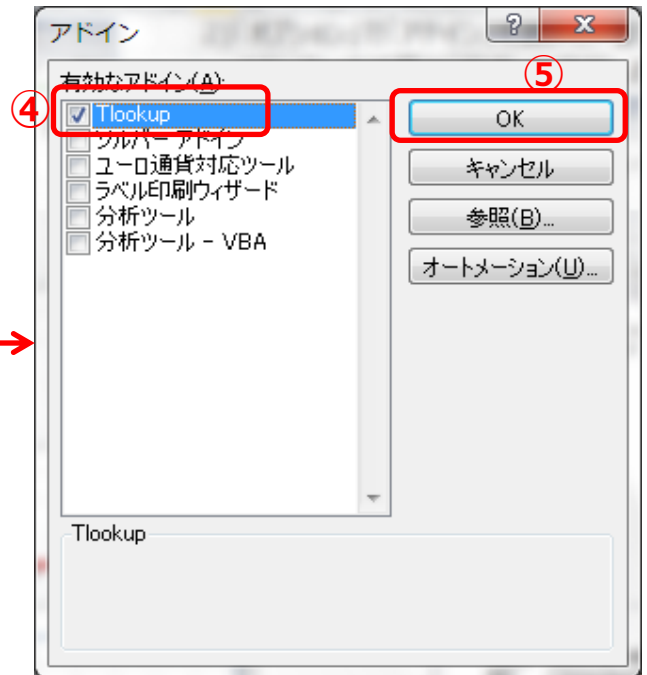 アドイン
有効なアドイン(A):
⑤
④
Tlookup
OK
ソルバー アドイン
ユーロ通貨対応ツール
キャンセル
ラベル印刷ウィザード
分析ツール
参照(B)...
分析ツール - VBA
オートメーション(U)...
Tlookup